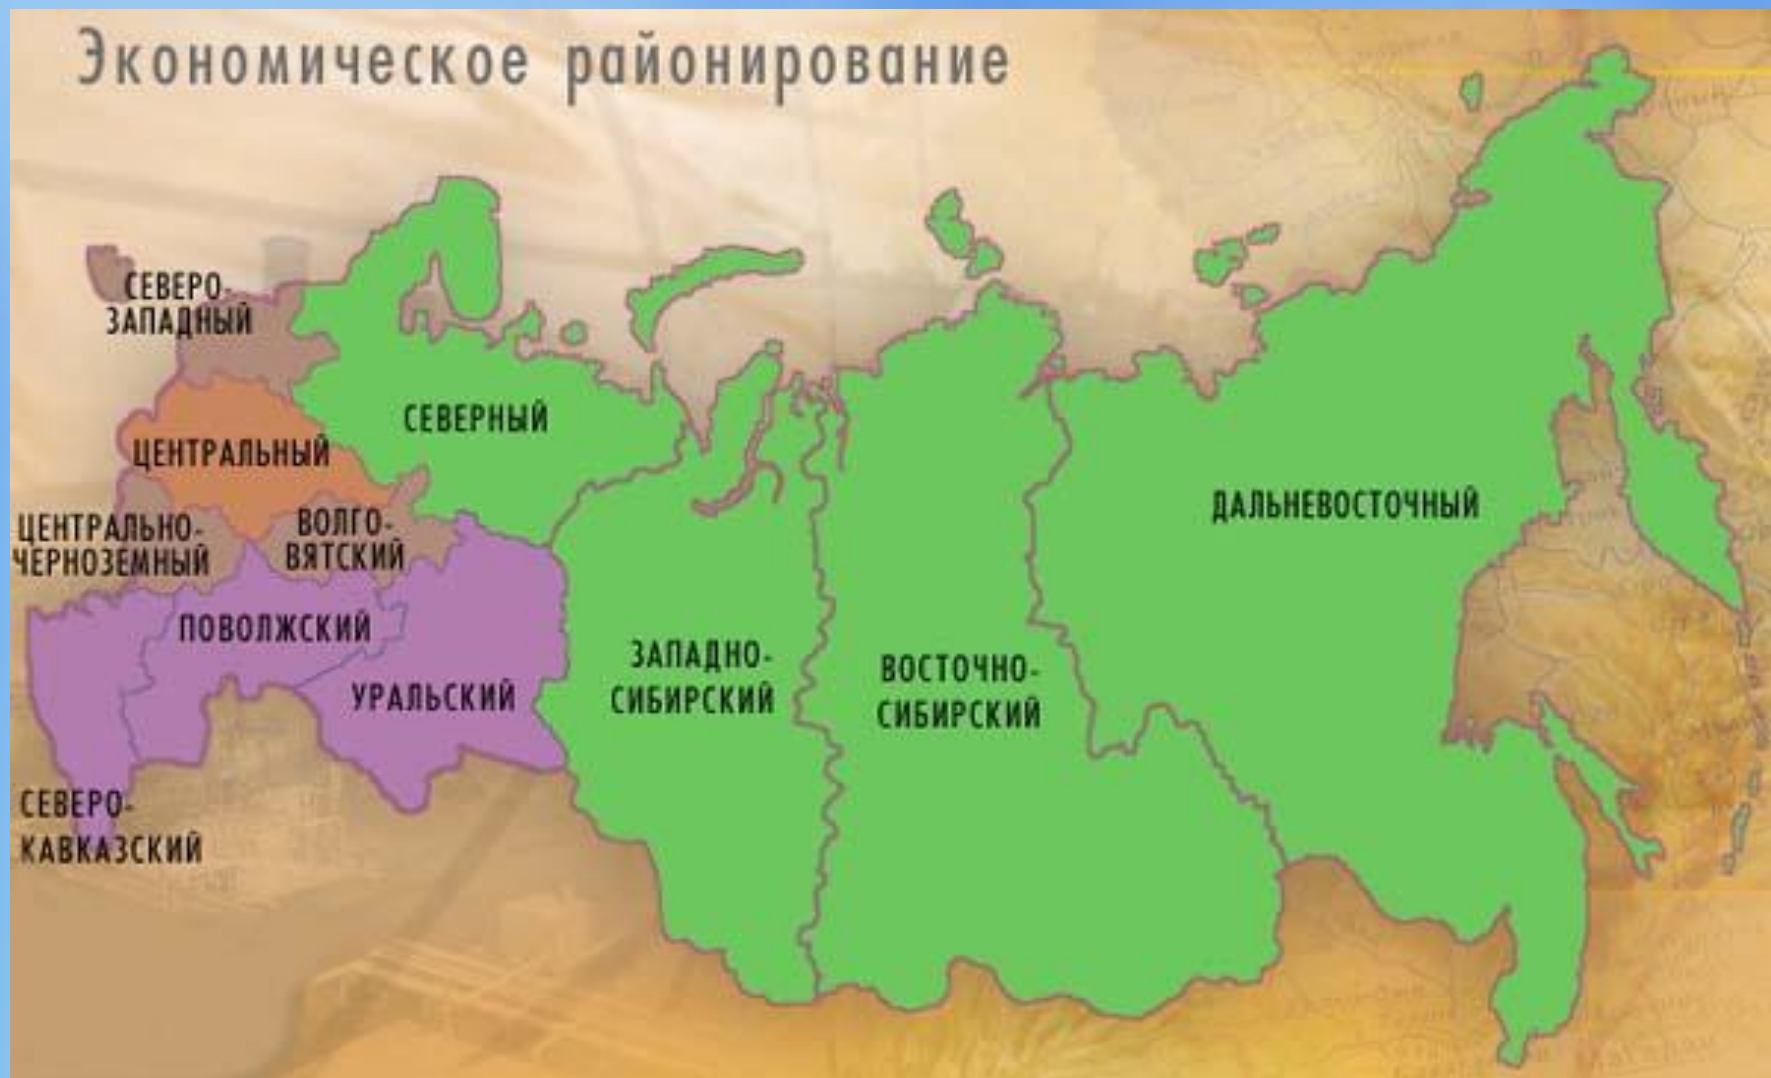 Экономическое районирование
СЕВЕРО-
ЗАПАДНЫЙ
СЕВЕРНЫЙ
ЦЕНТРАЛЬНЫЙ
ЦЕНТРАЛЬНО-
ЧЕРНОЗЕМНЫЙ
ВОЛГО-
ВЯТСКИЙ
ДАЛЬНЕВОСТОЧНЫЙ
ПОВОЛЖСКИЙ
УРАЛЬСКИЙ
ЗАПАДНО-
СИБИРСКИЙ
ВОСТОЧНО-
СИБИРСКИЙ
СЕВЕРО-
КАВКАЗСКИЙ